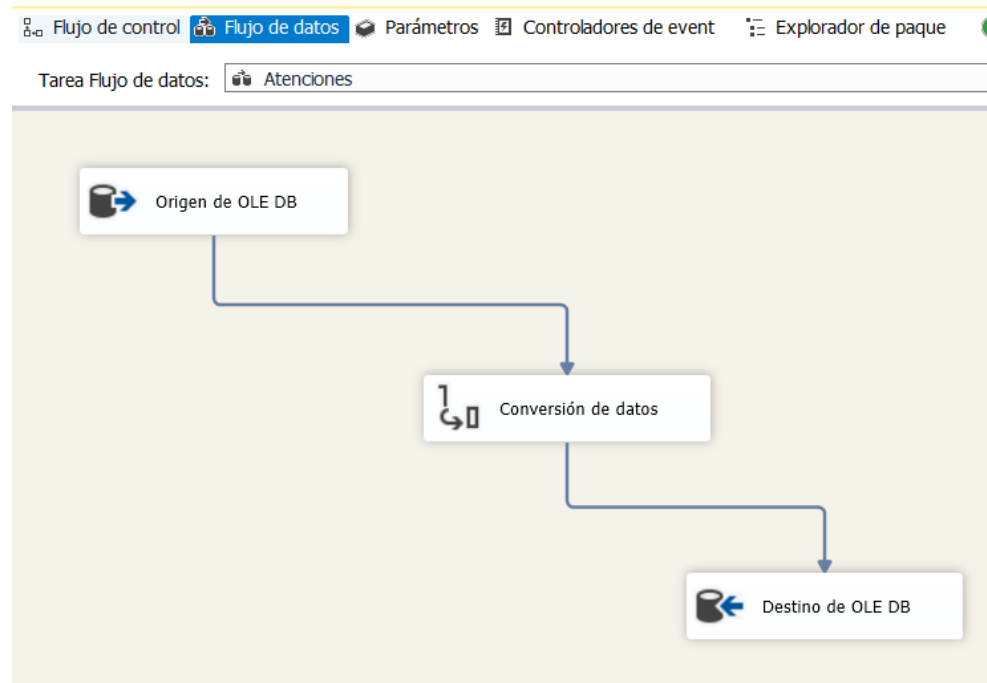 Flujo de control Flujo de datos Parámetros Controladores de event Explorador de paque
Tarea Flujo de datos: Atenciones
Origen de OLE DB
Conversión de datos
Destino de OLE DB